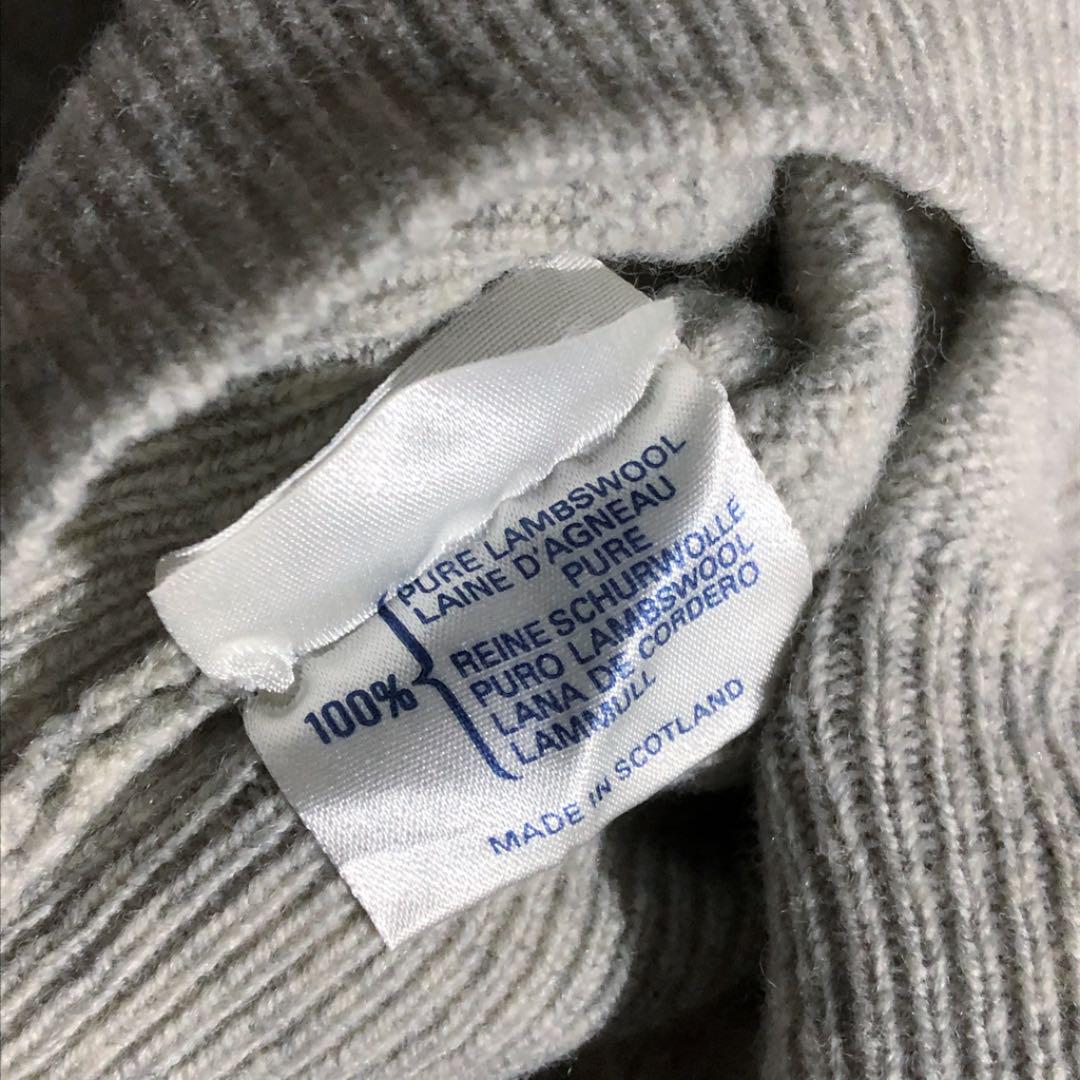 100%
PURE LAMBSWOOL
LAINE D'AGNEAU
PURE
REINE SCHURWOLLE
PURO LAMBSWOOL
LANA DE CORDERO
LAMMULL
MADE IN SCOTLAND